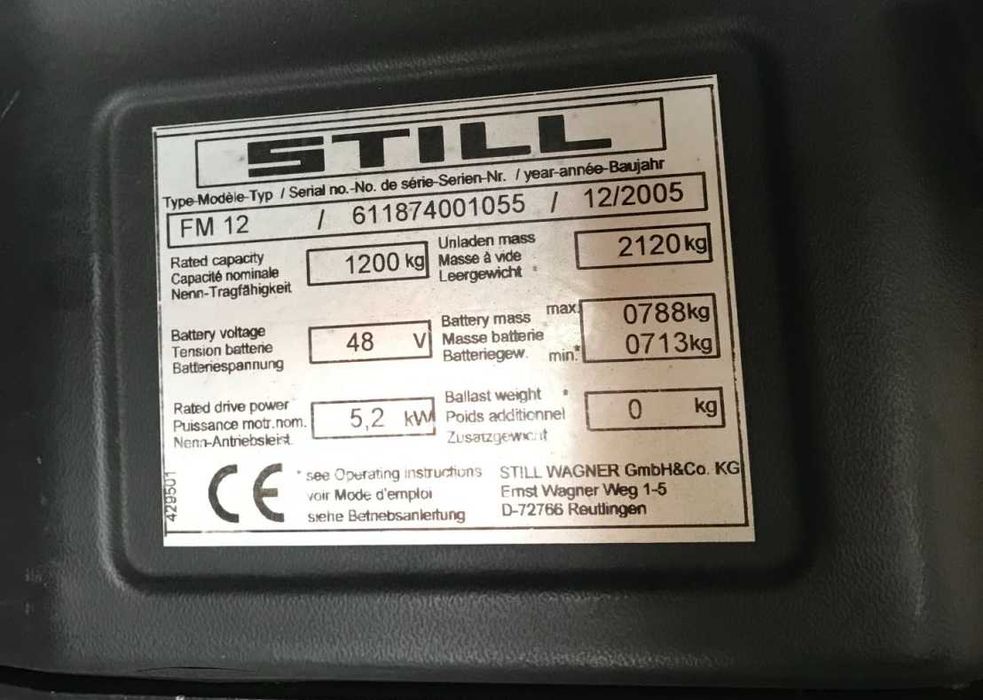 STILL
Type-Modèle-Typ / Serial no.-No. de série-Serien-Nr. / year-année-Baujahr
FM 12 / 611874001055 / 12/2005
Rated capacity
Capacité nominale
Nenn-Tragfähigkeit
1200 kg
Unladen mass
Masse à vide
Leergewicht *
2120 kg
Battery voltage
Tension batterie
Batteriespannung
48 V
Battery mass max.
Masse batterie
Batteriegew. min.*
0788kg
0713kg
Rated drive power
Puissance motr.nom.
Nenn-Antriebsleist.
5,2 kW
Ballast weight *
Poids additionnel
Zusatzgewicht
0 kg
429501
CE
* see Operating instructions
voir Mode d'emploi
siehe Betriebsanleitung
STILL WAGNER GmbH&Co. KG
Ernst Wagner Weg 1-5
D-72766 Reutlingen